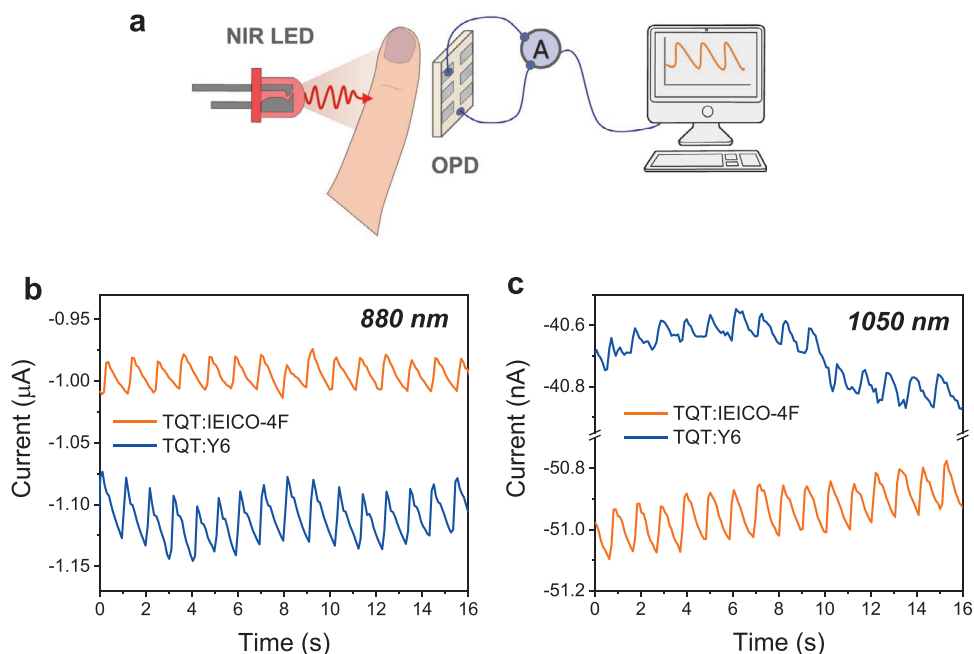 a
NIR LED
A
OPD
b
880 nm
-0.95
-1.00
-1.05
-1.10
-1.15
Current (μA)
TQT:IEICO-4F
TQT:Y6
0 2 4 6 8 10 12 14 16
Time (s)
c
1050 nm
-40.6
-40.8
-50.8
-51.0
-51.2
Current (nA)
TQT:IEICO-4F
TQT:Y6
0 2 4 6 8 10 12 14 16
Time (s)